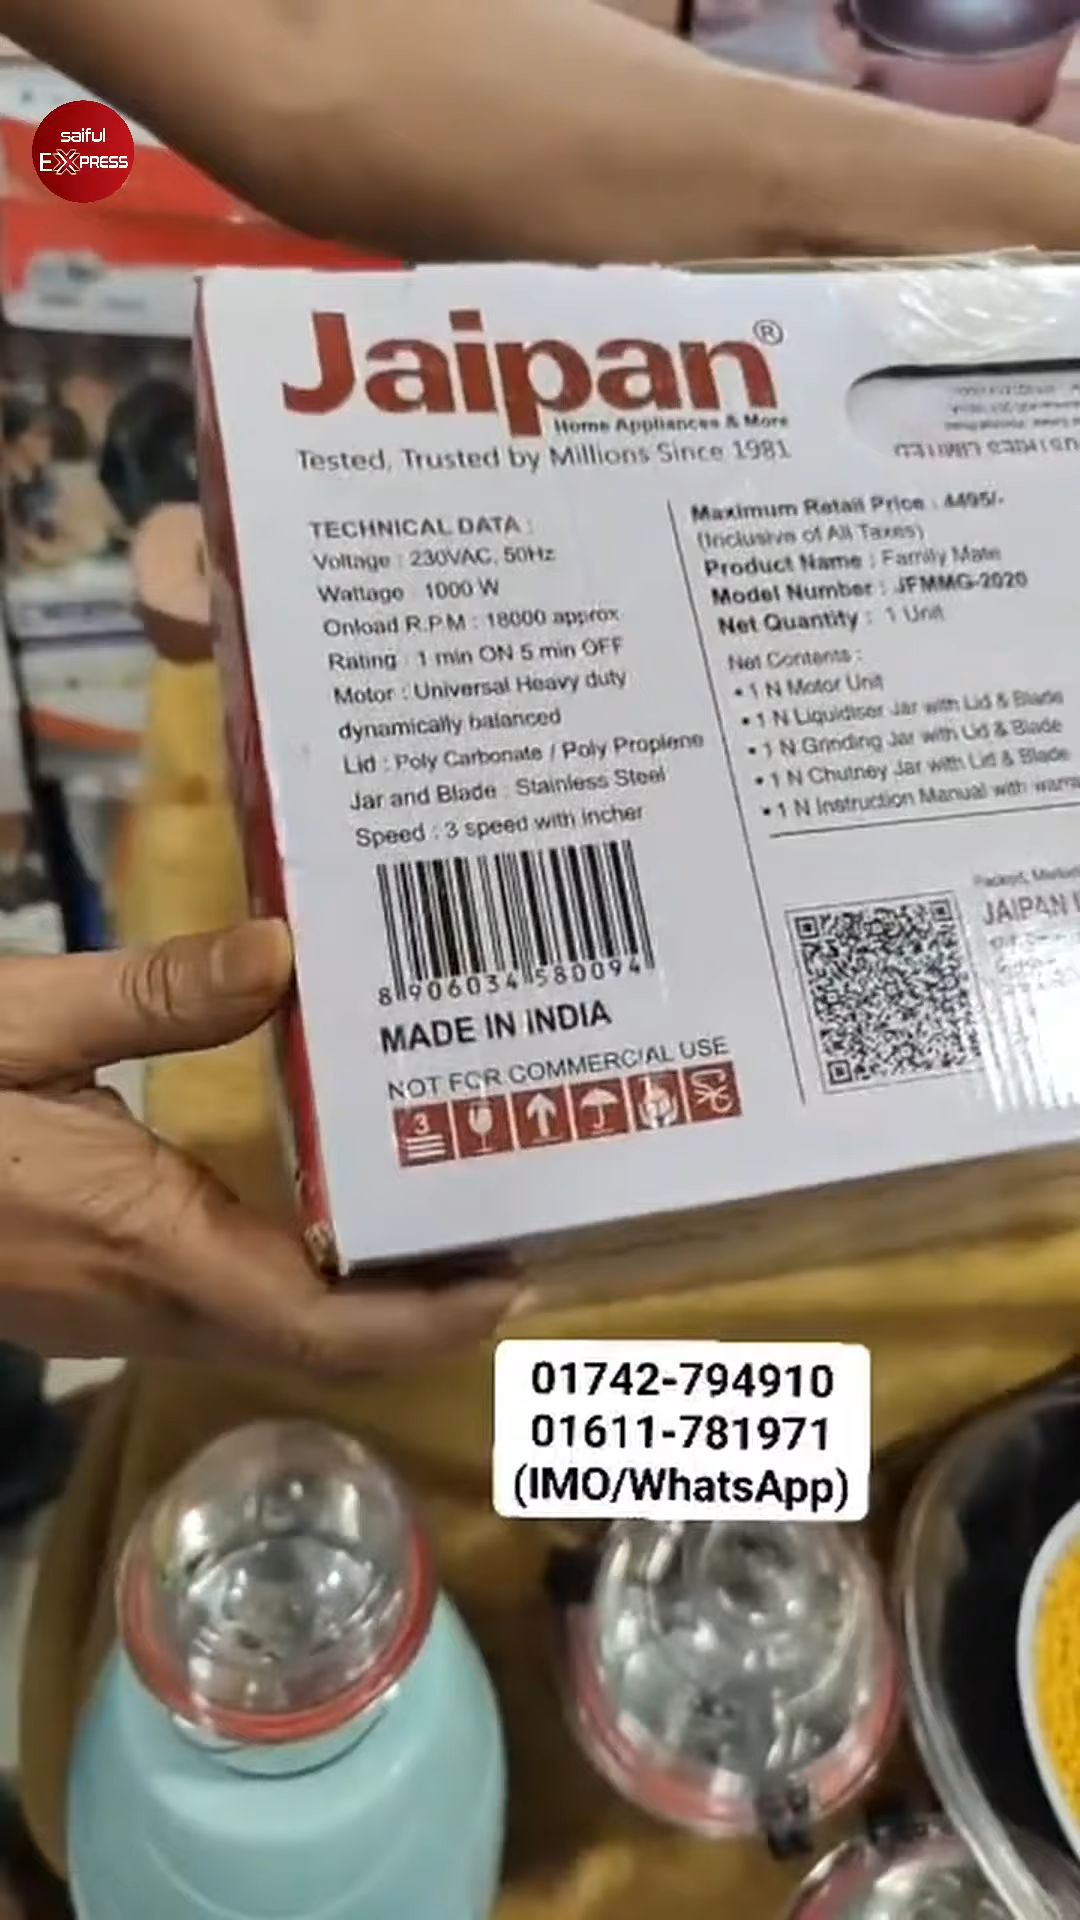 saiful
EXPRESS
Jaipan®
Home Appliances & More
Tested, Trusted by Millions Since 1981
TECHNICAL DATA :
Voltage : 230VAC, 50Hz
Wattage : 1000 W
Onload R.P.M : 18000 approx
Rating : 1 min ON 5 min OFF
Motor : Universal Heavy duty
dynamically balanced
Lid : Poly Carbonate / Poly Proplene
Jar and Blade : Stainless Steel
Speed : 3 speed with incher
8 906034 580094
MADE IN INDIA
NOT FOR COMMERCIAL USE
3
Maximum Retail Price : 4495/-
(Inclusive of All Taxes)
Product Name : Family Mate
Model Number : JFMMG-2020
Net Quantity : 1 Unit
Net Contents :
• 1 N Motor Unit
• 1 N Liquidiser Jar with Lid & Blade
• 1 N Grinding Jar with Lid & Blade
• 1 N Chutney Jar with Lid & Blade
• 1 N Instruction Manual with
Packed,
JAIPAN
01742-794910
01611-781971
(IMO/WhatsApp)